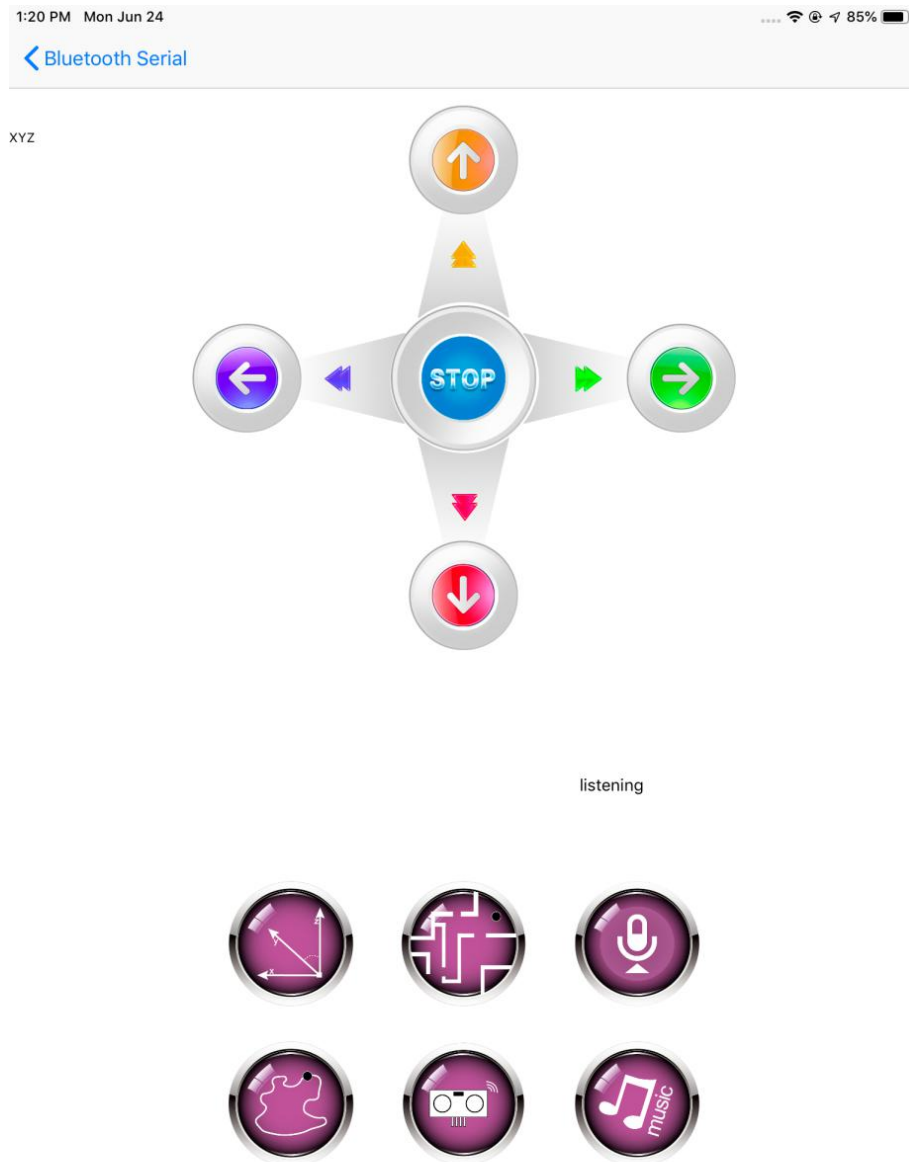 1:20 PM Mon Jun 24
85%
Bluetooth Serial
XYZ
STOP
listening
z
y
x
music